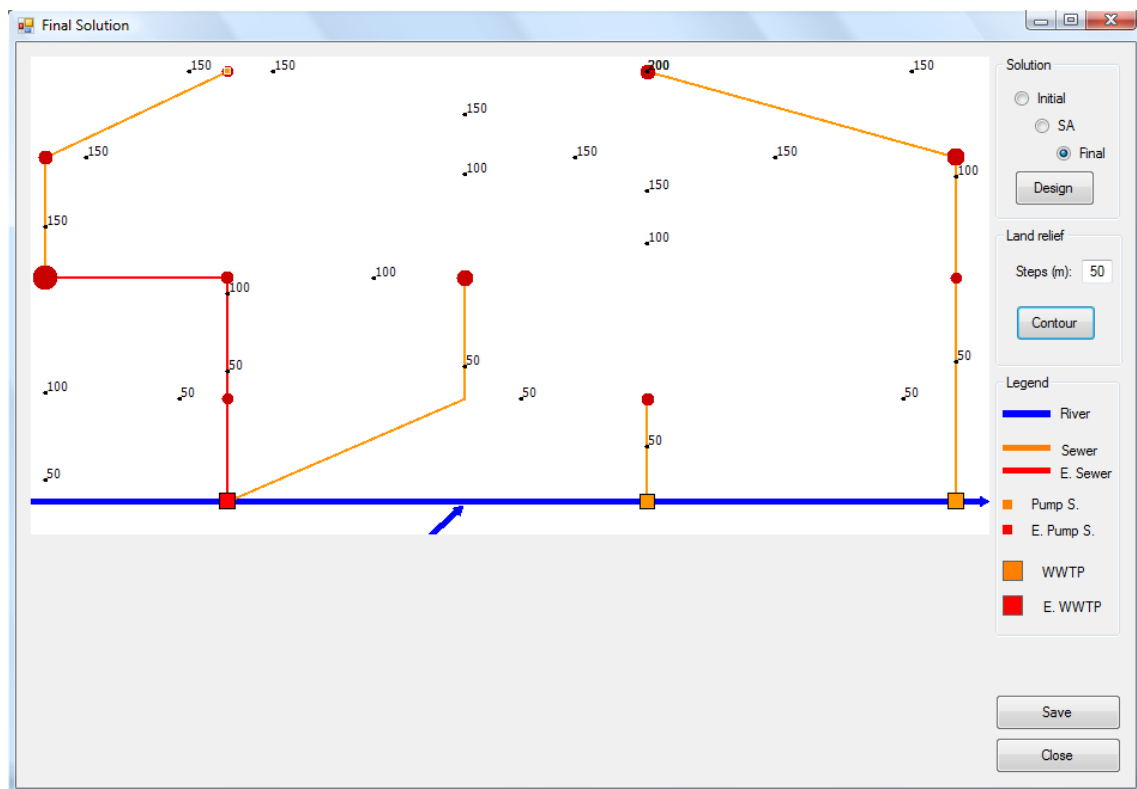 Final Solution
150
150
200
150
150
150
150
150
100
100
150
150
100
100
100
50
50
50
100
50
50
50
50
50
Solution
Initial
SA
Final
Design
Land relief
Steps (m): 50
Contour
Legend
River
Sewer
E. Sewer
Pump S.
E. Pump S.
WWTP
E. WWTP
Save
Close